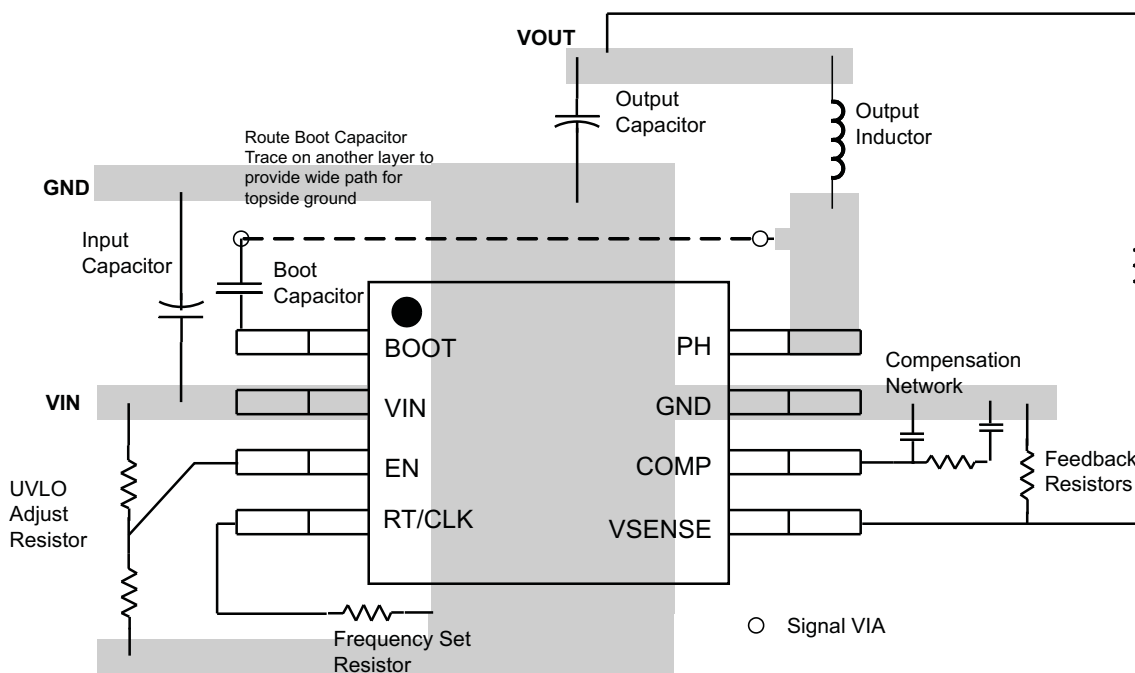 VOUT
Output
Capacitor
Output
Inductor
Route Boot Capacitor
Trace on another layer to
provide wide path for
topside ground
GND
Input
Capacitor
Boot
Capacitor
BOOT
PH
Compensation
Network
VIN
VIN
GND
EN
COMP
Feedback
Resistors
UVLO
Adjust
Resistor
RT/CLK
VSENSE
Frequency Set
Resistor
Signal VIA